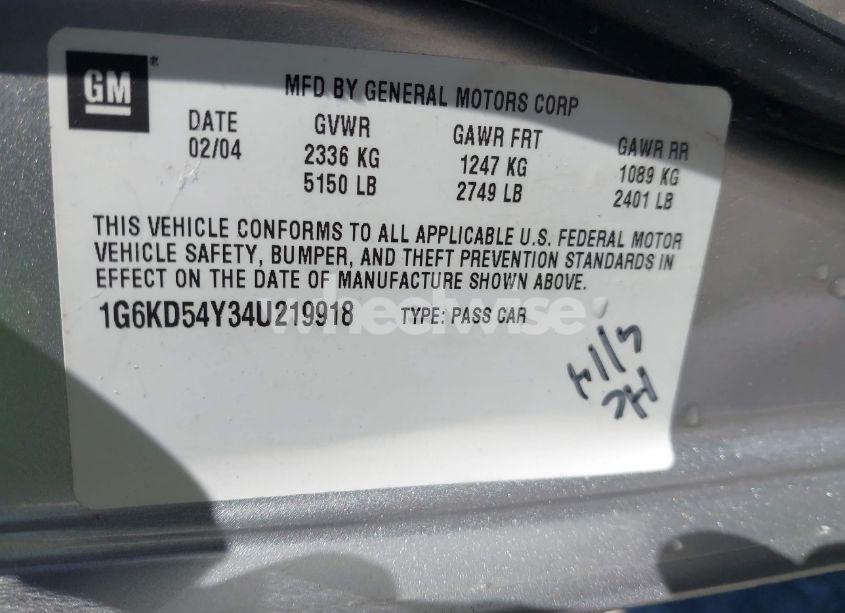 GM
MFD BY GENERAL MOTORS CORP
DATE GVWR GAWR FRT GAWR RR
02/04 2336 KG 1247 KG 1089 KG
5150 LB 2749 LB 2401 LB
THIS VEHICLE CONFORMS TO ALL APPLICABLE U.S. FEDERAL MOTOR
VEHICLE SAFETY, BUMPER, AND THEFT PREVENTION STANDARDS IN
EFFECT ON THE DATE OF MANUFACTURE SHOWN ABOVE.
1G6KD54Y34U219918 TYPE: PASS CAR
wheelwise